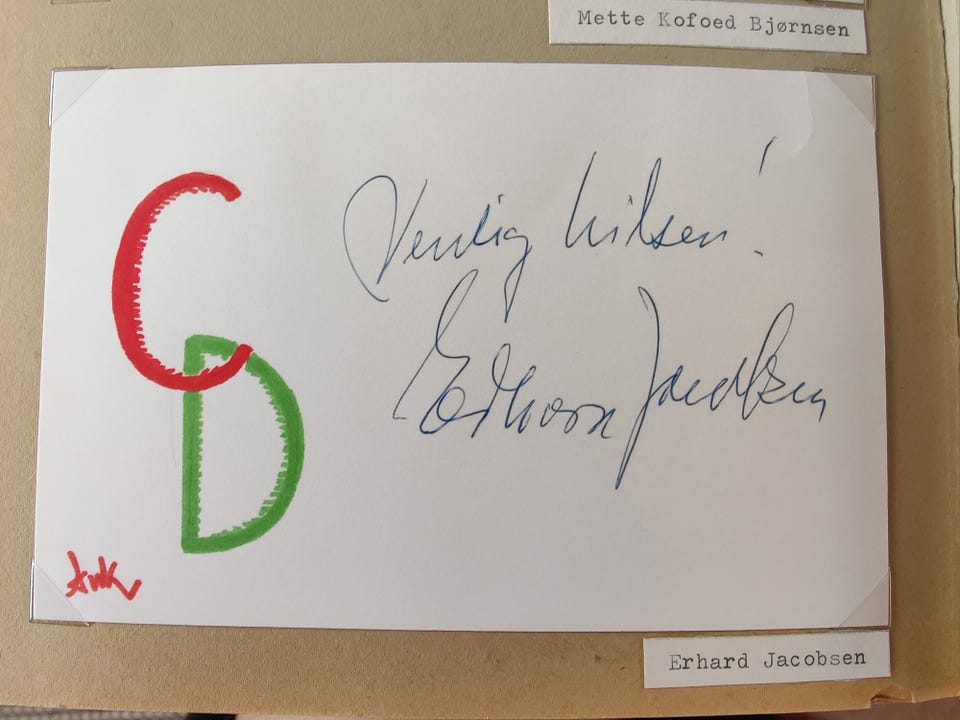 Mette Kofoed Bjørnsen
CD
Venlig hilsen!
Erhard Jacobsen
Erhard Jacobsen